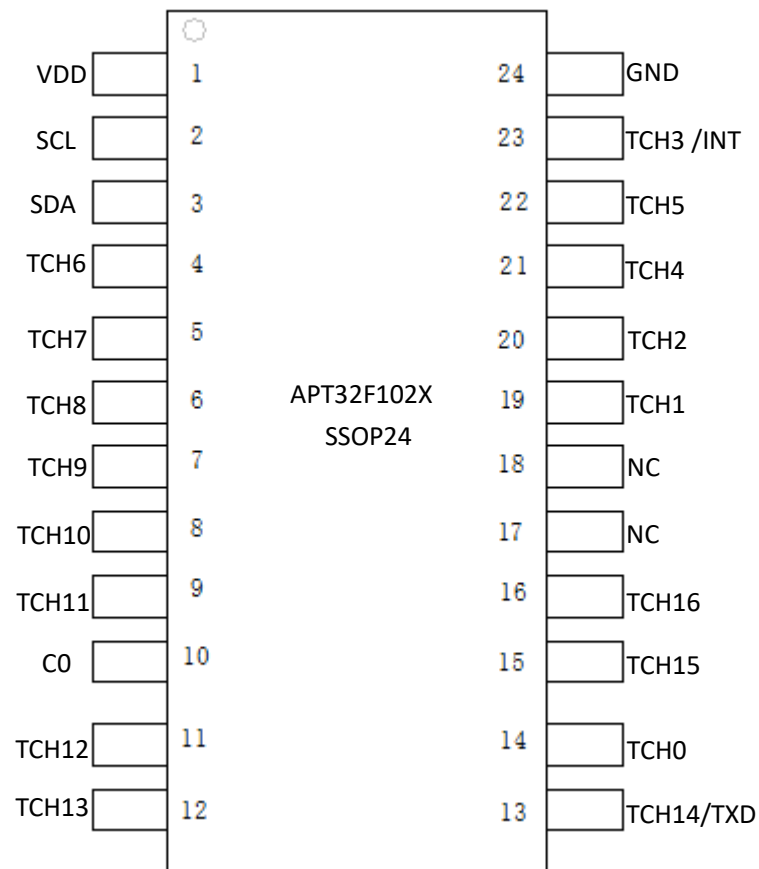 VDD 1 24 GND
SCL 2 23 TCH3 /INT
SDA 3 22 TCH5
TCH6 4 21 TCH4
TCH7 5 20 TCH2
TCH8 6 APT32F102X 19 TCH1
SSOP24
TCH9 7 18 NC
TCH10 8 17 NC
TCH11 9 16 TCH16
C0 10 15 TCH15
TCH12 11 14 TCH0
TCH13 12 13 TCH14/TXD